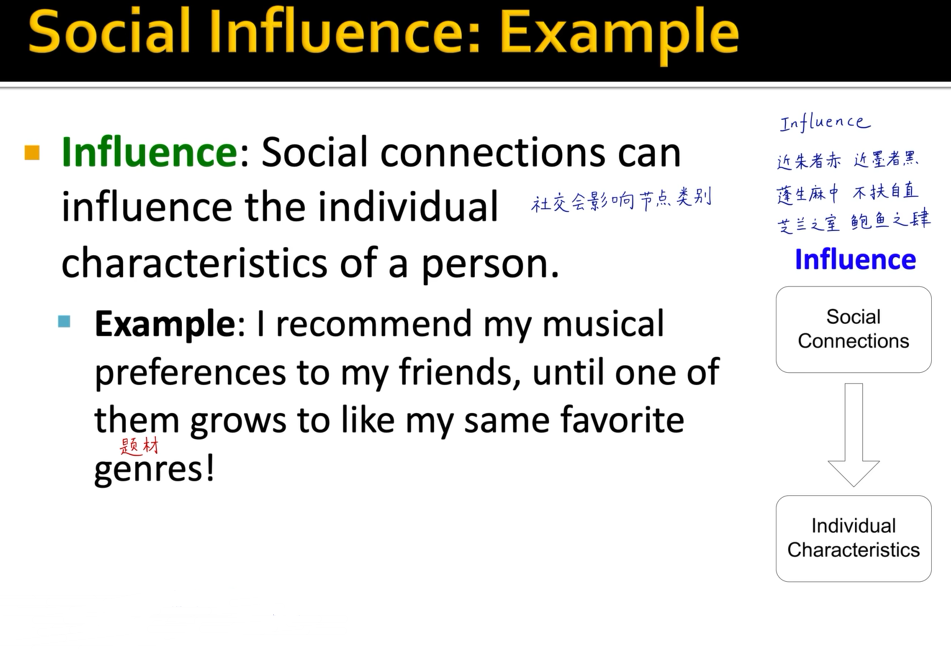 Social Influence: Example
Influence: Social connections can
influence the individual
社交会影响节点类别
characteristics of a person.
Example: I recommend my musical
preferences to my friends, until one of
them grows to like my same favorite
题材
genres!
Influence
近朱者赤 近墨者黑
蓬生麻中 不扶自直
芝兰之室 鲍鱼之肆
Influence
Social
Connections
Individual
Characteristics